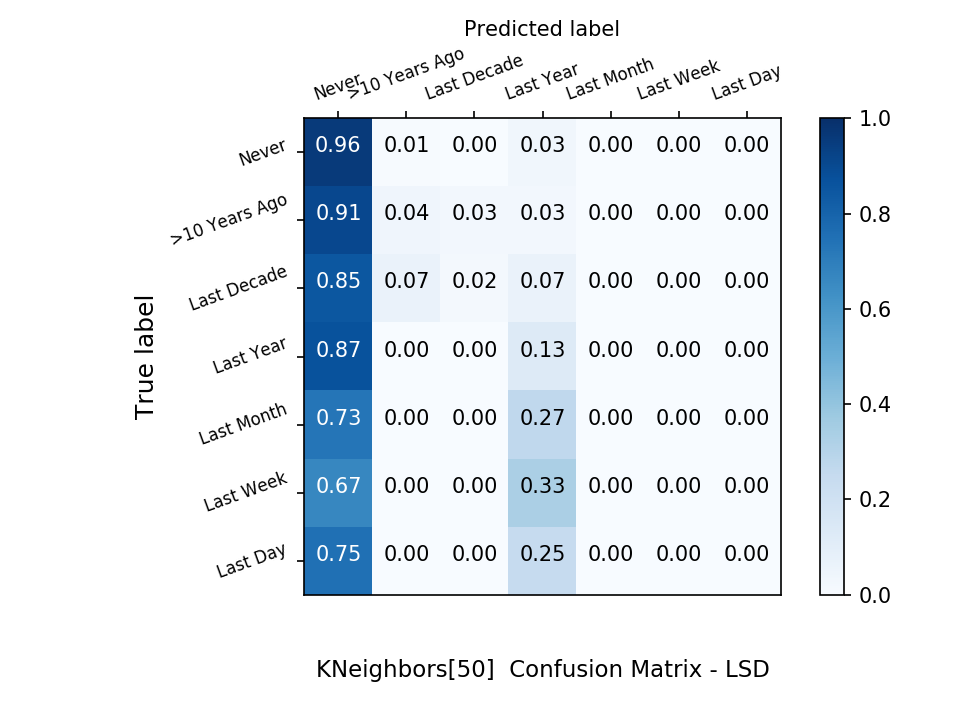 Predicted label
Never >10 Years Ago Last Decade Last Year Last Month Last Week Last Day
Never 0.96 0.01 0.00 0.03 0.00 0.00 0.00
>10 Years Ago 0.91 0.04 0.03 0.03 0.00 0.00 0.00
Last Decade 0.85 0.07 0.02 0.07 0.00 0.00 0.00
Last Year 0.87 0.00 0.00 0.13 0.00 0.00 0.00
Last Month 0.73 0.00 0.00 0.27 0.00 0.00 0.00
Last Week 0.67 0.00 0.00 0.33 0.00 0.00 0.00
Last Day 0.75 0.00 0.00 0.25 0.00 0.00 0.00
True label
1.0
0.8
0.6
0.4
0.2
0.0
KNeighbors[50]  Confusion Matrix - LSD